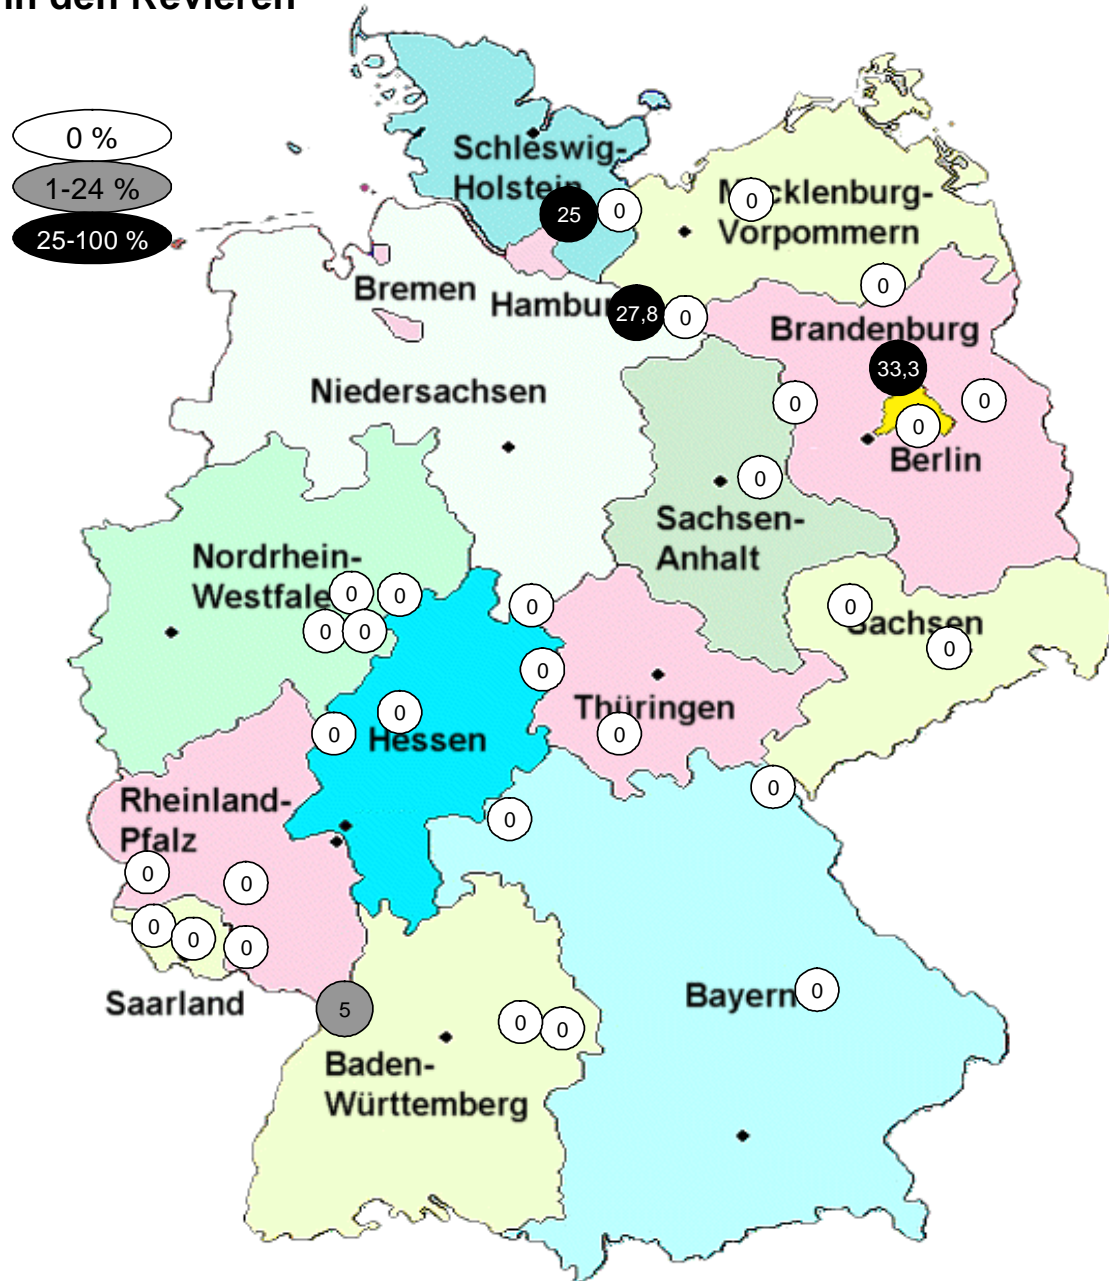 in den Revieren
0 %
1-24 %
25-100 %
Schleswig-
Holstein
25
0
0
Mecklenburg-
Vorpommern
0
Bremen
Hambur
27,8
0
Brandenburg
33,3
Niedersachsen
0
0
0
Berlin
0
Sachsen-
Anhalt
Nordrhein-
Westfale
0
0
0
0
0
0
Sachsen
0
0
Thüringen
0
0
Hessen
0
0
Rheinland-
Pfalz
0
0
0
0
0
0
Saarland
5
Bayern
0
0
0
Baden-
Württemberg